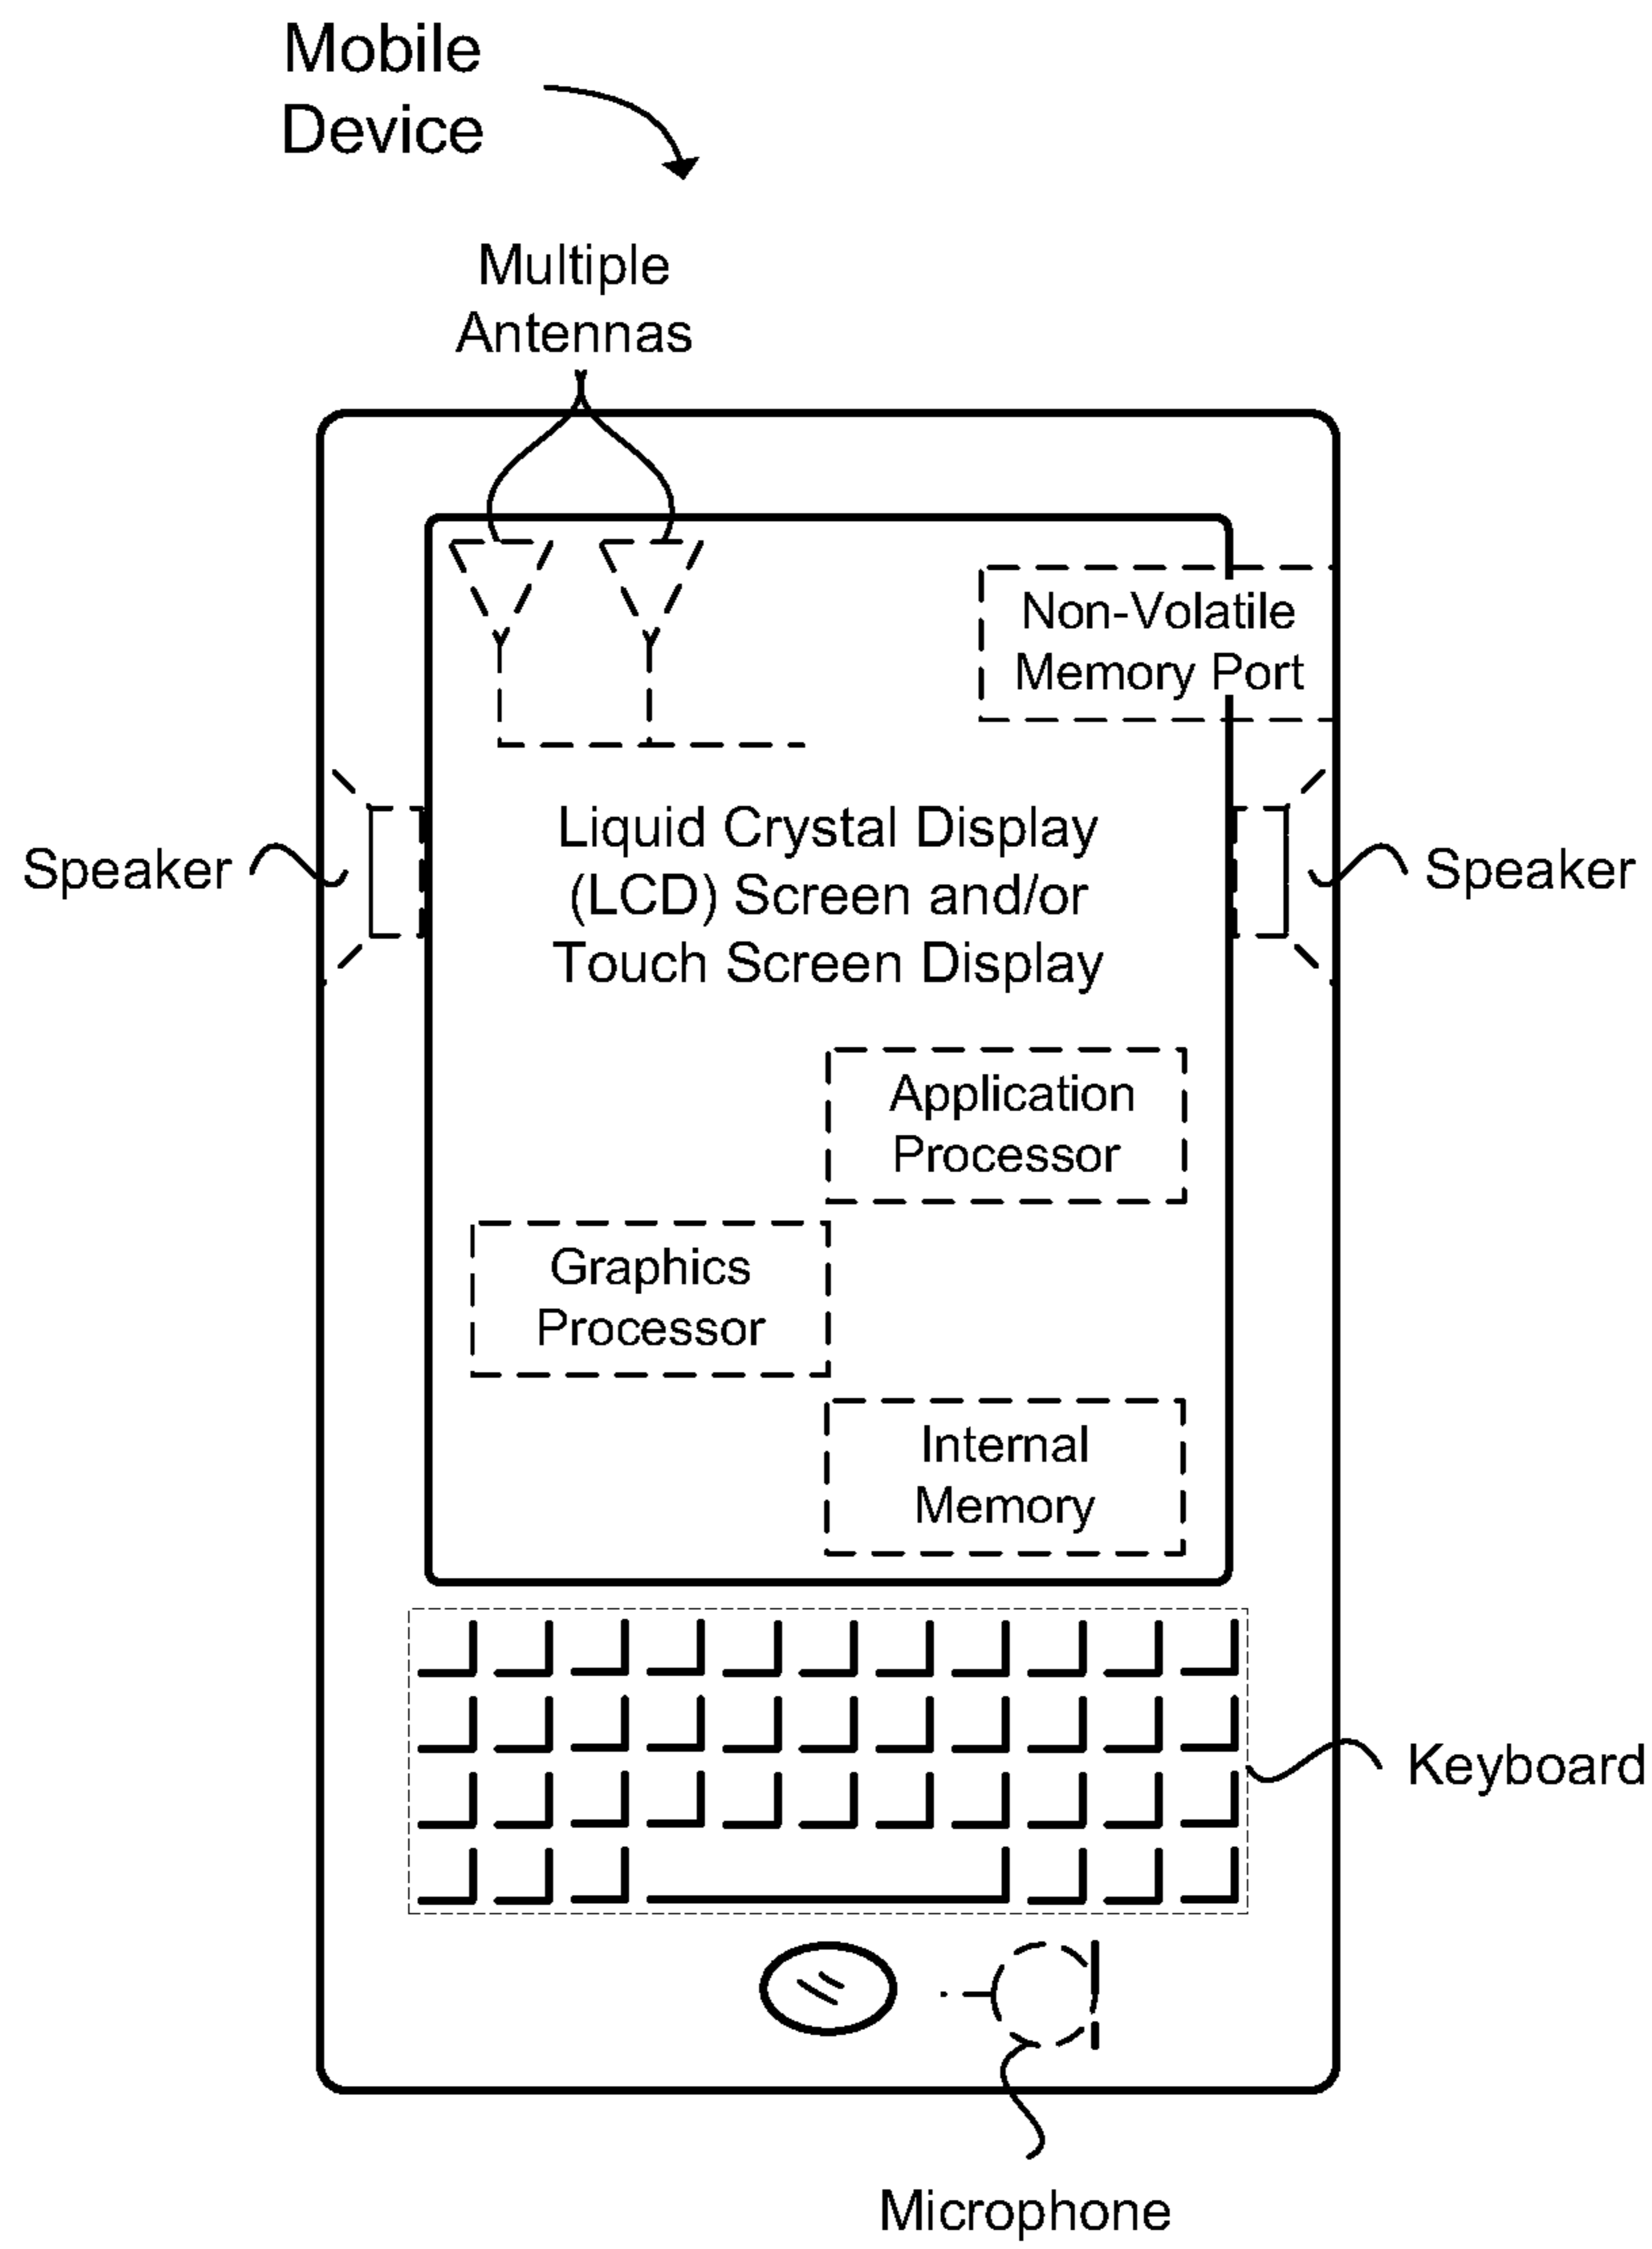 Mobile
Device
Multiple
Antennas
Non-Volatile
Memory Port
Speaker
Liquid Crystal Display
(LCD) Screen and/or
Touch Screen Display
Speaker
Application
Processor
Graphics
Processor
Internal
Memory
Keyboard
Microphone